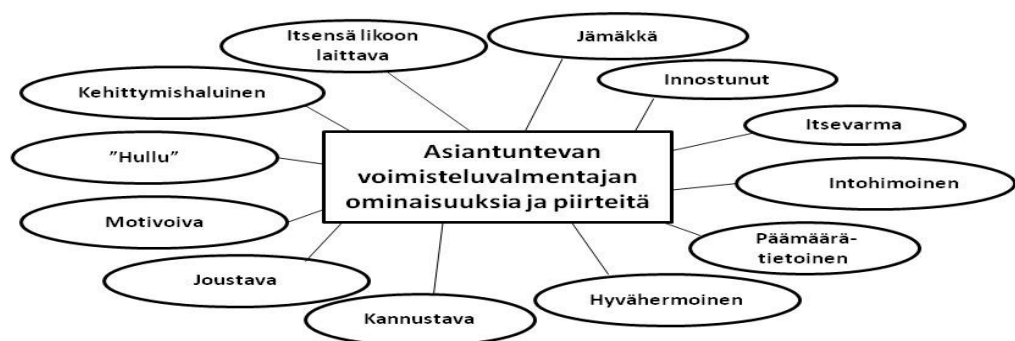 Itsensä likoon
laittava
Jämäkkä
Innostunut
Kehittymishaluinen
Itsevarma
"Hullu"
Asiantuntevan
voimisteluvalmentajan
ominaisuuksia ja piirteitä
Intohimoinen
Motivoiva
Päämäärä-
tietoinen
Joustava
Hyvähermoinen
Kannustava